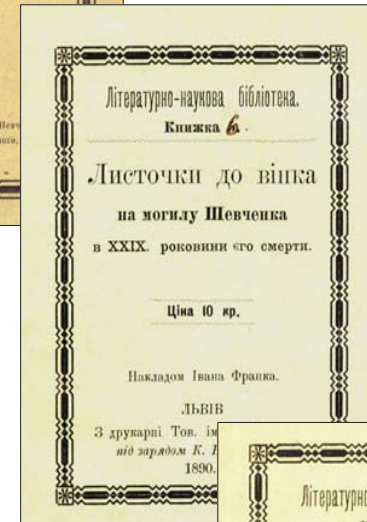 Літературно-наукова бібліотека.
Книжка 6.
Листочки до вінка
на могилу Шевченка
в XXIX. роковини єго смерти.
Ціна 10 кр.
Накладом Івана Франка.
ЛЬВІВ
З друкарні Тов. ім
під зарядом К.
1890.
Літературно